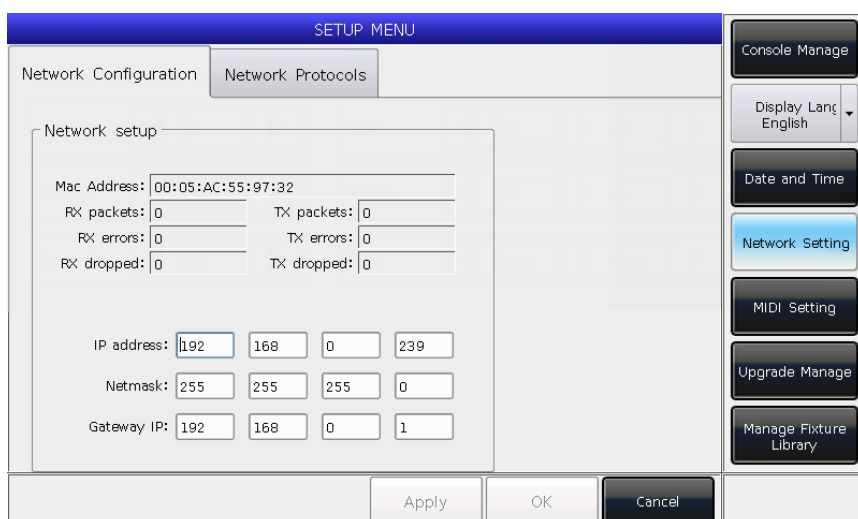 SETUP MENU
Network Configuration
Network Protocols
Network setup
Mac Address: 00:05:AC:55:97:32
RX packets: 0 TX packets: 0
RX errors: 0 TX errors: 0
RX dropped: 0 TX dropped: 0
IP address: 192 168 0 239
Netmask: 255 255 255 0
Gateway IP: 192 168 0 1
Apply
OK
Cancel
Console Manage
Display Lang
English
Date and Time
Network Setting
MIDI Setting
Upgrade Manage
Manage Fixture
Library